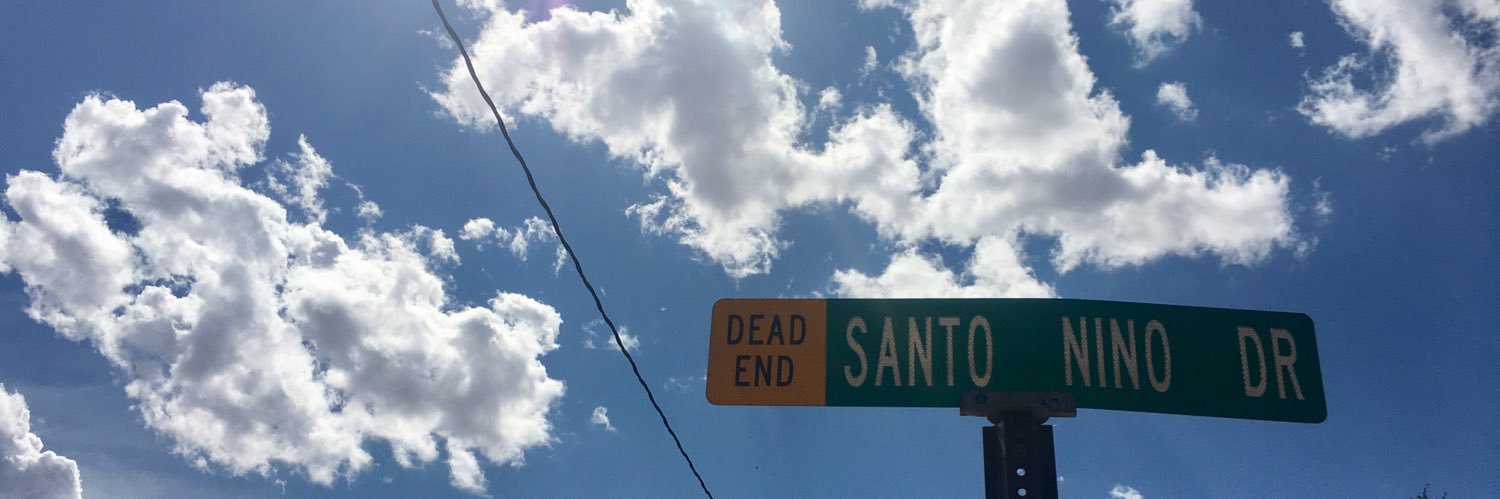 DEAD
END
SANTO NINO DR